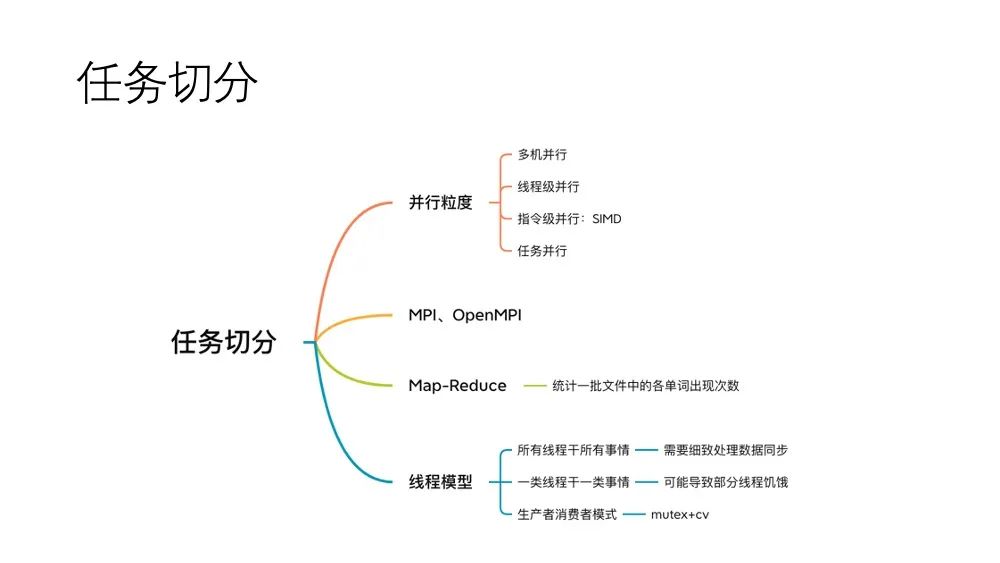 任务切分
任务切分
并行粒度
多机并行
线程级并行
指令级并行：SIMD
任务并行
MPI、OpenMPI
Map-Reduce
统计一批文件中的各单词出现次数
线程模型
所有线程干所有事情
需要细致处理数据同步
一类线程干一类事情
可能导致部分线程饥饿
生产者消费者模式
mutex+cv